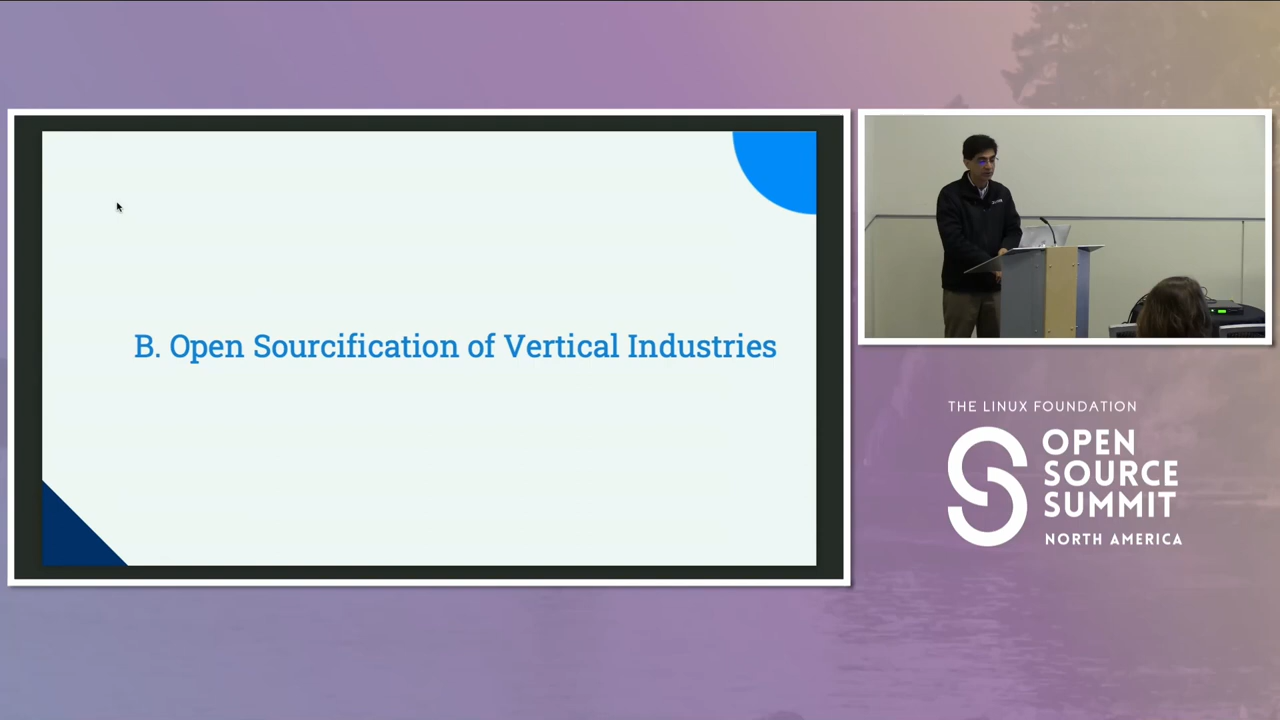 B. Open Sourcification of Vertical Industries
THE LINUX FOUNDATION
OPEN
SOURCE
SUMMIT
NORTH AMERICA